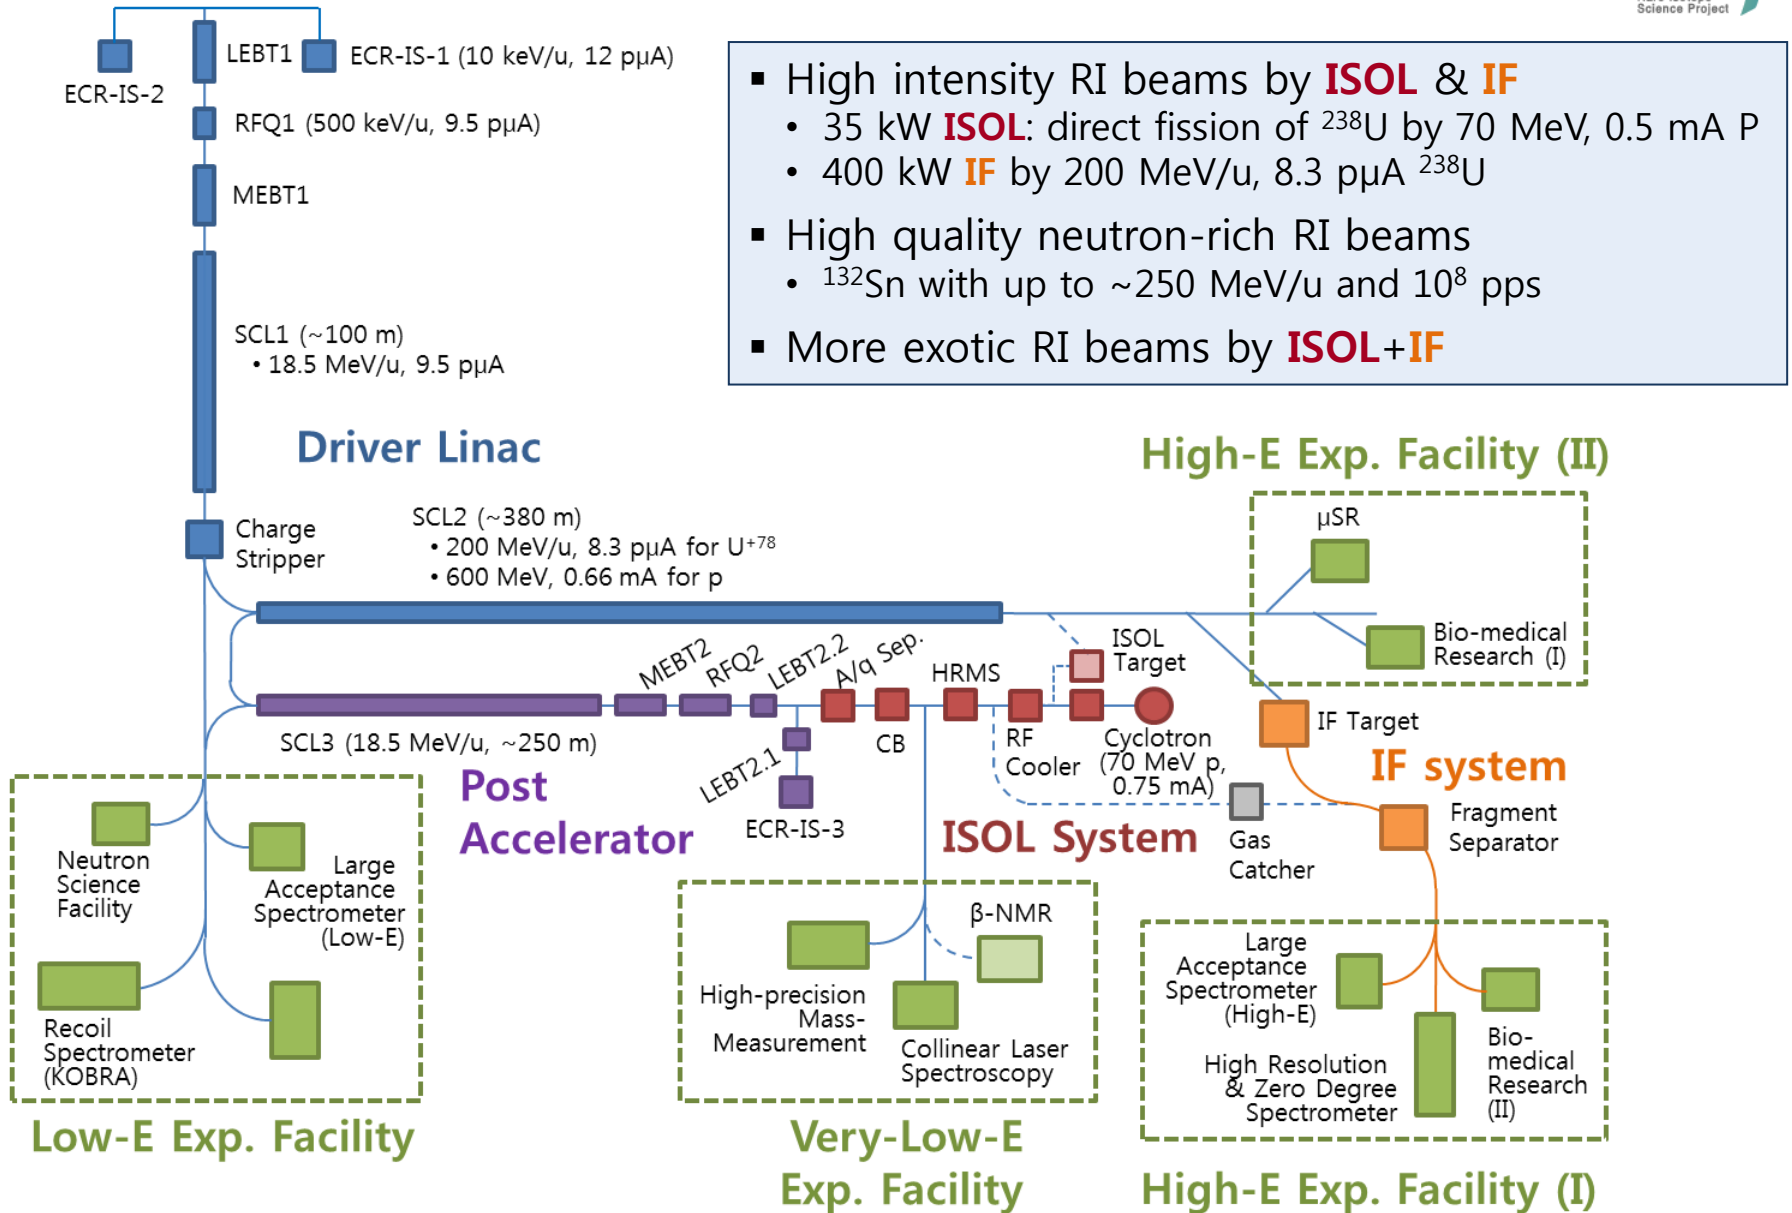 Rare Isotope
Science Project
LEBT1
ECR-IS-1 (10 keV/u, 12 pμA)
ECR-IS-2
RFQ1 (500 keV/u, 9.5 pμA)
MEBT1
▪ High intensity RI beams by ISOL & IF
• 35 kW ISOL: direct fission of ²³⁸U by 70 MeV, 0.5 mA P
• 400 kW IF by 200 MeV/u, 8.3 pμA ²³⁸U
▪ High quality neutron-rich RI beams
• ¹³²Sn with up to ~250 MeV/u and 10⁸ pps
▪ More exotic RI beams by ISOL+IF
SCL1 (~100 m)
• 18.5 MeV/u, 9.5 pμA
Driver Linac
Charge
Stripper
SCL2 (~380 m)
• 200 MeV/u, 8.3 pμA for U⁺⁷⁸
• 600 MeV, 0.66 mA for p
High-E Exp. Facility (II)
μSR
Bio-medical
Research (I)
ISOL
Target
MEBT2
RFQ2
LEBT2.2
A/q Sep.
HRMS
CB
RF
Cooler
Cyclotron
(70 MeV p,
0.75 mA)
SCL3 (18.5 MeV/u, ~250 m)
LEBT2.1
ECR-IS-3
Post
Accelerator
ISOL System
IF Target
IF system
Gas
Catcher
Fragment
Separator
Neutron
Science
Facility
Large
Acceptance
Spectrometer
(Low-E)
Recoil
Spectrometer
(KOBRA)
Low-E Exp. Facility
β-NMR
High-precision
Mass-
Measurement
Collinear Laser
Spectroscopy
Very-Low-E
Exp. Facility
Large
Acceptance
Spectrometer
(High-E)
High Resolution
& Zero Degree
Spectrometer
Bio-
medical
Research
(II)
High-E Exp. Facility (I)